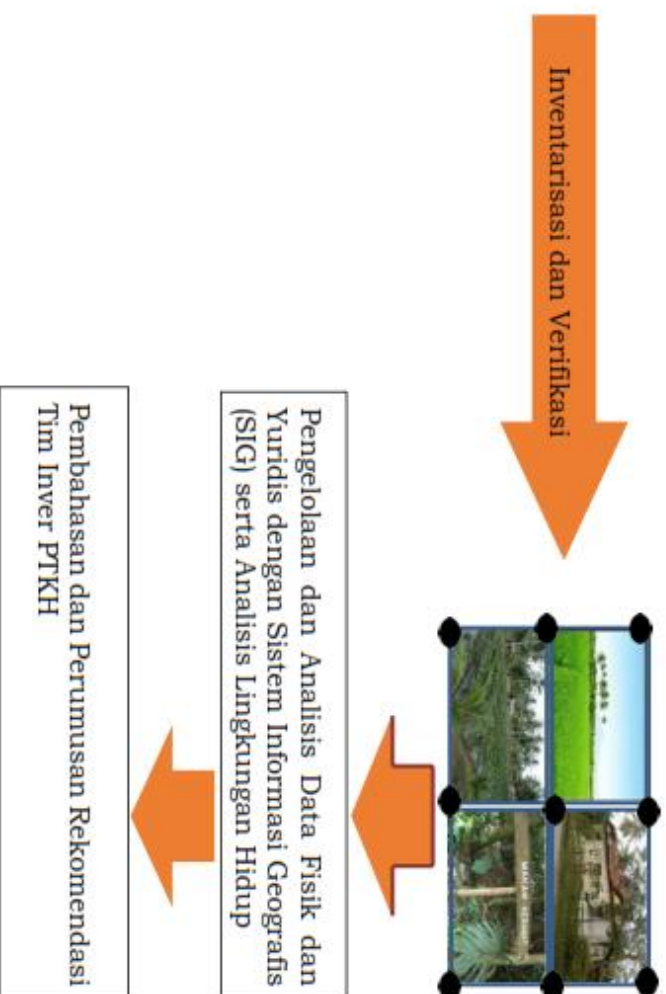 Inventarisasi dan Verifikasi
Pengelolaan dan Analisis Data Fisik dan
Yuridis dengan Sistem Informasi Geografis
(SIG) serta Analisis Lingkungan Hidup
Pembahasan dan Perumusan Rekomendasi
Tim Inver PTKH